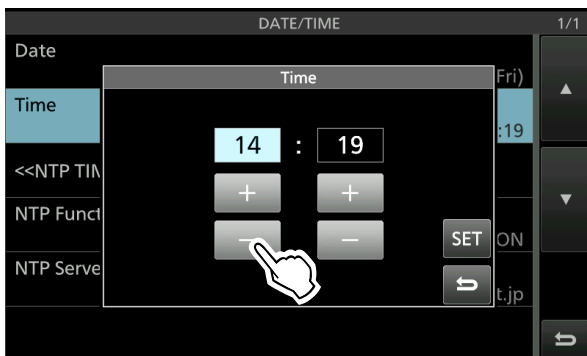 DATE/TIME 1/1
Date
Fri)
Time
Time
:19
14 : 19
<<NTP TIM
+ +
NTP Funct
− −
SET
ON
NTP Serve
t.jp